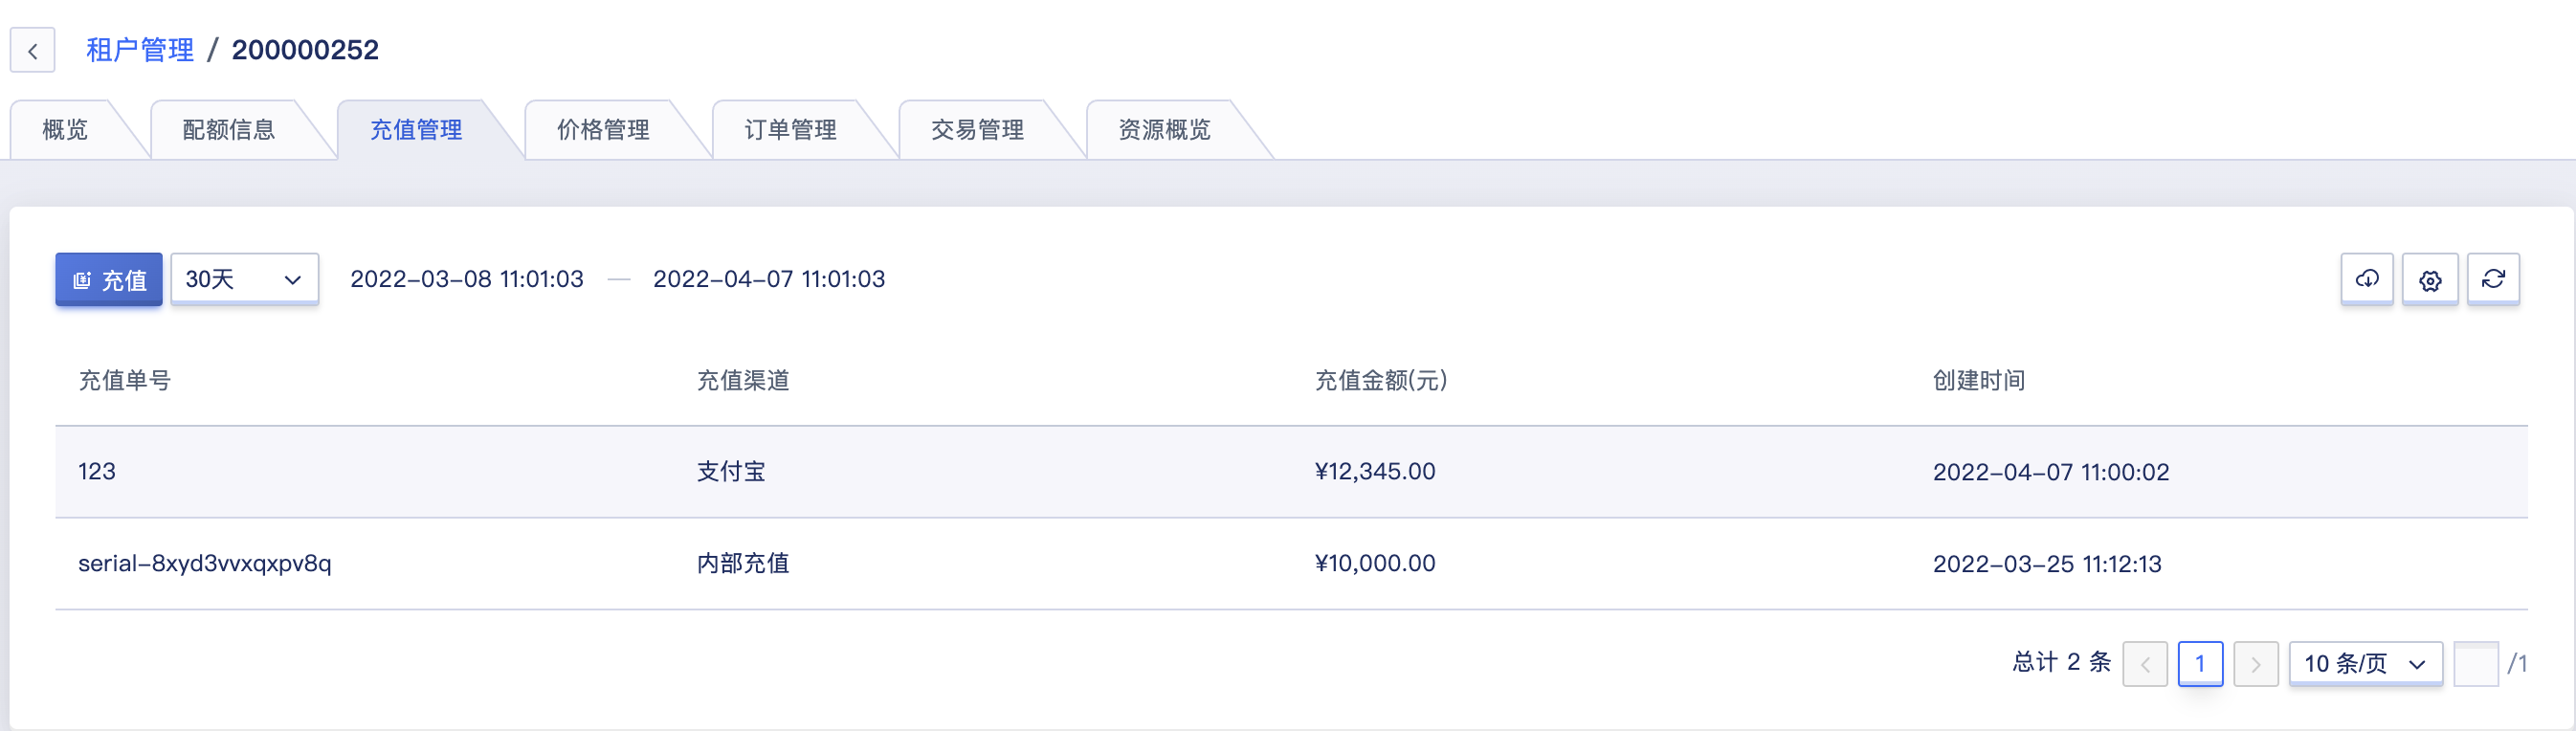 租户管理 / 200000252
概览 配额信息 充值管理 价格管理 订单管理 交易管理 资源概览
充值 30天 2022-03-08 11:01:03 — 2022-04-07 11:01:03
充值单号 充值渠道 充值金额(元) 创建时间
123 支付宝 ¥12,345.00 2022-04-07 11:00:02
serial-8xyd3vvxqxpv8q 内部充值 ¥10,000.00 2022-03-25 11:12:13
总计 2 条 1 10 条/页 /1